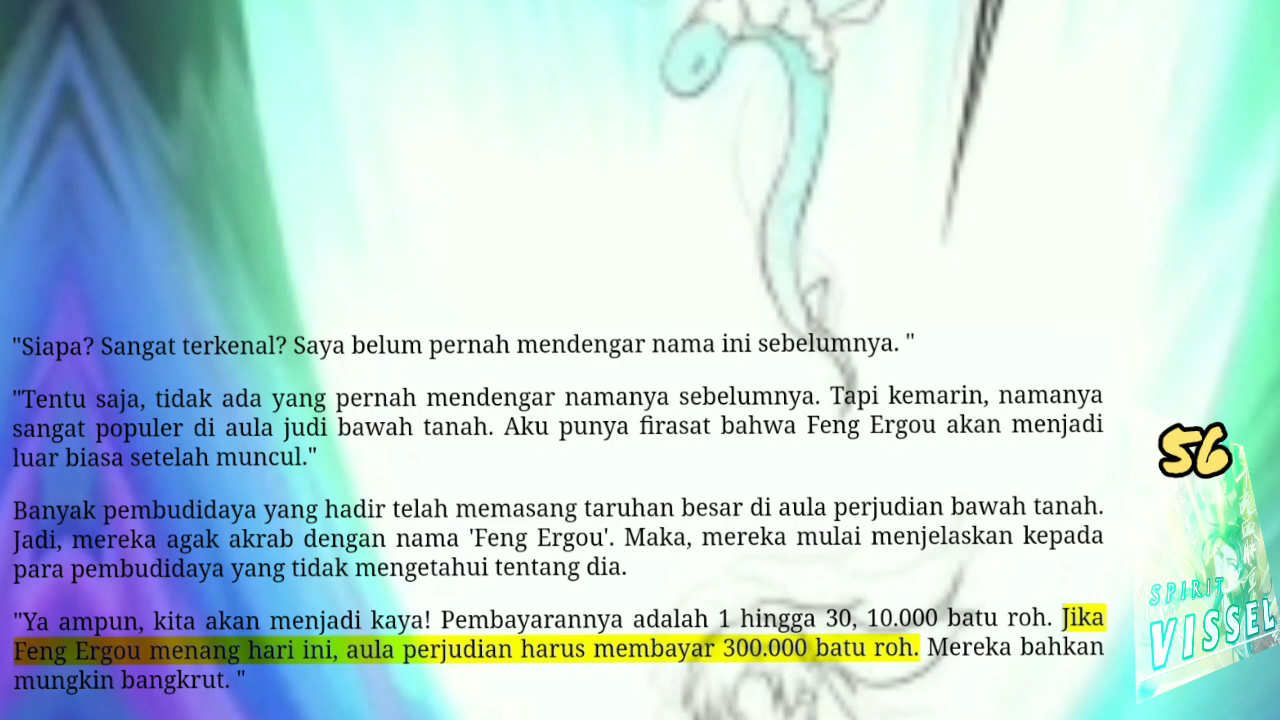 "Siapa? Sangat terkenal? Saya belum pernah mendengar nama ini sebelumnya. "
"Tentu saja, tidak ada yang pernah mendengar namanya sebelumnya. Tapi kemarin, namanya
sangat populer di aula judi bawah tanah. Aku punya firasat bahwa Feng Ergou akan menjadi
luar biasa setelah muncul."
Banyak pembudidaya yang hadir telah memasang taruhan besar di aula perjudian bawah tanah.
Jadi, mereka agak akrab dengan nama 'Feng Ergou'. Maka, mereka mulai menjelaskan kepada
para pembudidaya yang tidak mengetahui tentang dia.
"Ya ampun, kita akan menjadi kaya! Pembayarannya adalah 1 hingga 30, 10.000 batu roh. Jika
Feng Ergou menang hari ini, aula perjudian harus membayar 300.000 batu roh. Mereka bahkan
mungkin bangkrut. "
56
SPIRIT
VISSEL